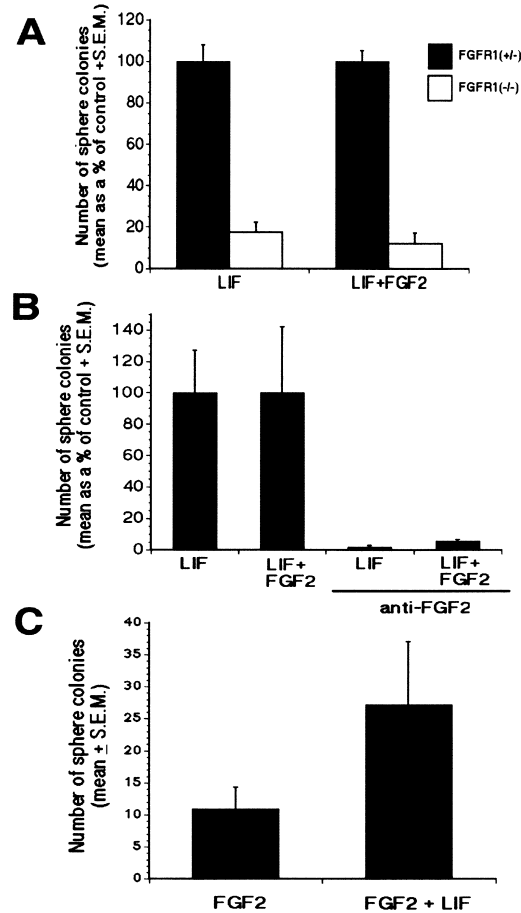 A
Number of sphere colonies
(mean as a % of control +S.E.M.)
120
100
80
60
40
20
0
LIF
LIF+FGF2
FGFR1(+/-)
FGFR1(-/-)
B
Number of sphere colonies
(mean as a % of control + S.E.M.)
140
120
100
80
60
40
20
0
LIF
LIF+
FGF2
LIF
LIF+
FGF2
anti-FGF2
C
Number of sphere colonies
(mean ± S.E.M.)
40
35
30
25
20
15
10
5
0
FGF2
FGF2 + LIF